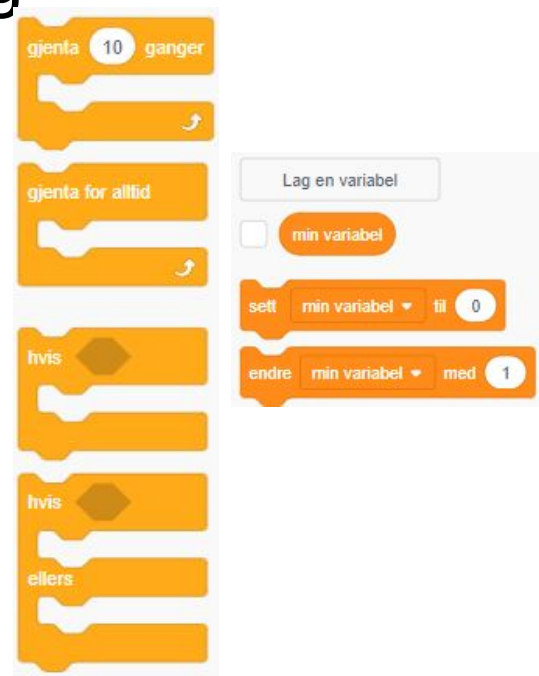 gjenta 10 ganger
gjenta for alltid
hvis
hvis
ellers
Lag en variabel
min variabel
sett min variabel til 0
endre min variabel med 1